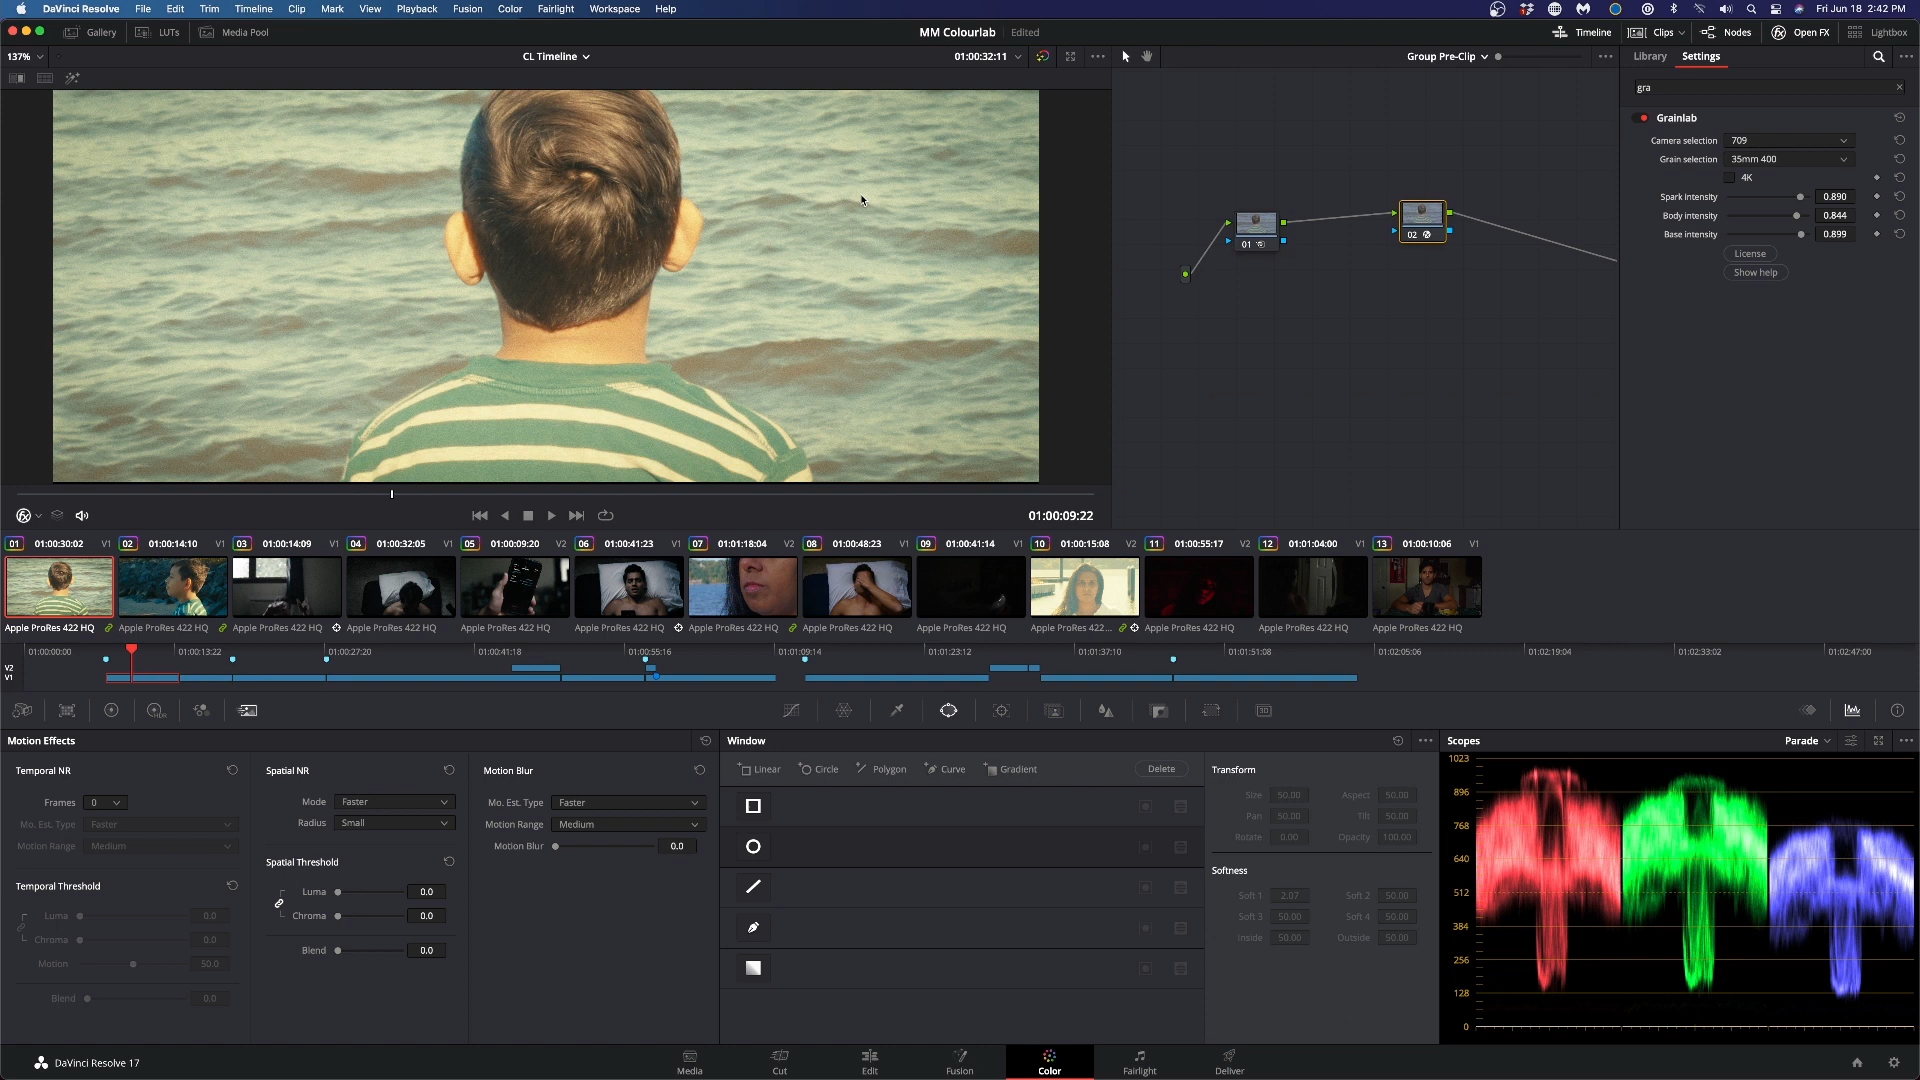 DaVinci Resolve File Edit Trim Timeline Clip Mark View Playback Fusion Color Fairlight Workspace Help Fri Jun 18 2:42 PM
Gallery LUTs Media Pool MM Colourlab Edited Timeline Clips Nodes Open FX Lightbox
137% CL Timeline 01:00:32:11 Group Pre-Clip Library Settings
gra
Grainlab
Camera selection 709
Grain selection 35mm 400
4K
Spark Intensity 0.890
Body intensity 0.844
Base intensity 0.899
License
Show help
01
02
01:00:09:22
01 01:00:30:02 V1 02 01:00:14:10 V1 03 01:00:14:09 V1 04 01:00:32:05 V1 05 01:00:09:20 V1 06 01:00:41:23 V1 07 01:01:18:04 V2 08 01:00:48:23 V1 09 01:00:41:14 V1 10 01:00:15:08 V2 11 01:00:55:17 V2 12 01:01:04:00 V1 13 01:00:10:06 V1
Apple ProRes 422 HQ Apple ProRes 422 HQ Apple ProRes 422 HQ Apple ProRes 422 HQ Apple ProRes 422 HQ Apple ProRes 422 HQ Apple ProRes 422 HQ Apple ProRes 422 HQ Apple ProRes 422 HQ Apple ProRes 422... Apple ProRes 422 HQ Apple ProRes 422 HQ Apple ProRes 422 HQ
01:00:00:00 01:00:13:22 01:00:27:20 01:00:41:18 01:00:55:16 01:01:09:14 01:01:23:12 01:01:37:10 01:01:51:08 01:02:05:06 01:02:19:04 01:02:33:02 01:02:47:00
V2
V1
HDR
3D
Motion Effects
Temporal NR
Frames 0
Mo. Est. Type Faster
Motion Range Medium
Temporal Threshold
Luma 0.0
Chroma 0.0
Motion 50.0
Blend 0.0
Spatial NR
Mode Faster
Radius Small
Spatial Threshold
Luma 0.0
Chroma 0.0
Blend 0.0
Motion Blur
Mo. Est. Type Faster
Motion Range Medium
Motion Blur 0.0
Window
Linear Circle Polygon Curve Gradient Delete
Transform
Size 50.00 Aspect 50.00
Pan 50.00 Tilt 50.00
Rotate 0.00 Opacity 100.00
Softness
Soft 1 2.07 Soft 2 50.00
Soft 3 50.00 Soft 4 50.00
Inside 50.00 Outside 50.00
Scopes Parade
1023
896
768
640
512
384
256
128
0
DaVinci Resolve 17 Media Cut Edit Fusion Color Fairlight Deliver